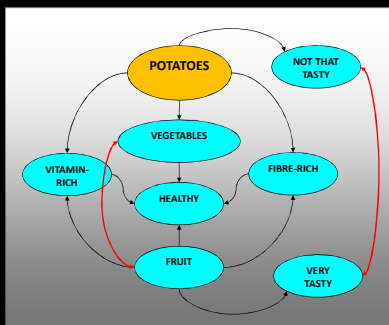 POTATOES
NOT THAT
TASTY
VEGETABLES
VITAMIN-
RICH
FIBRE-RICH
HEALTHY
FRUIT
VERY
TASTY